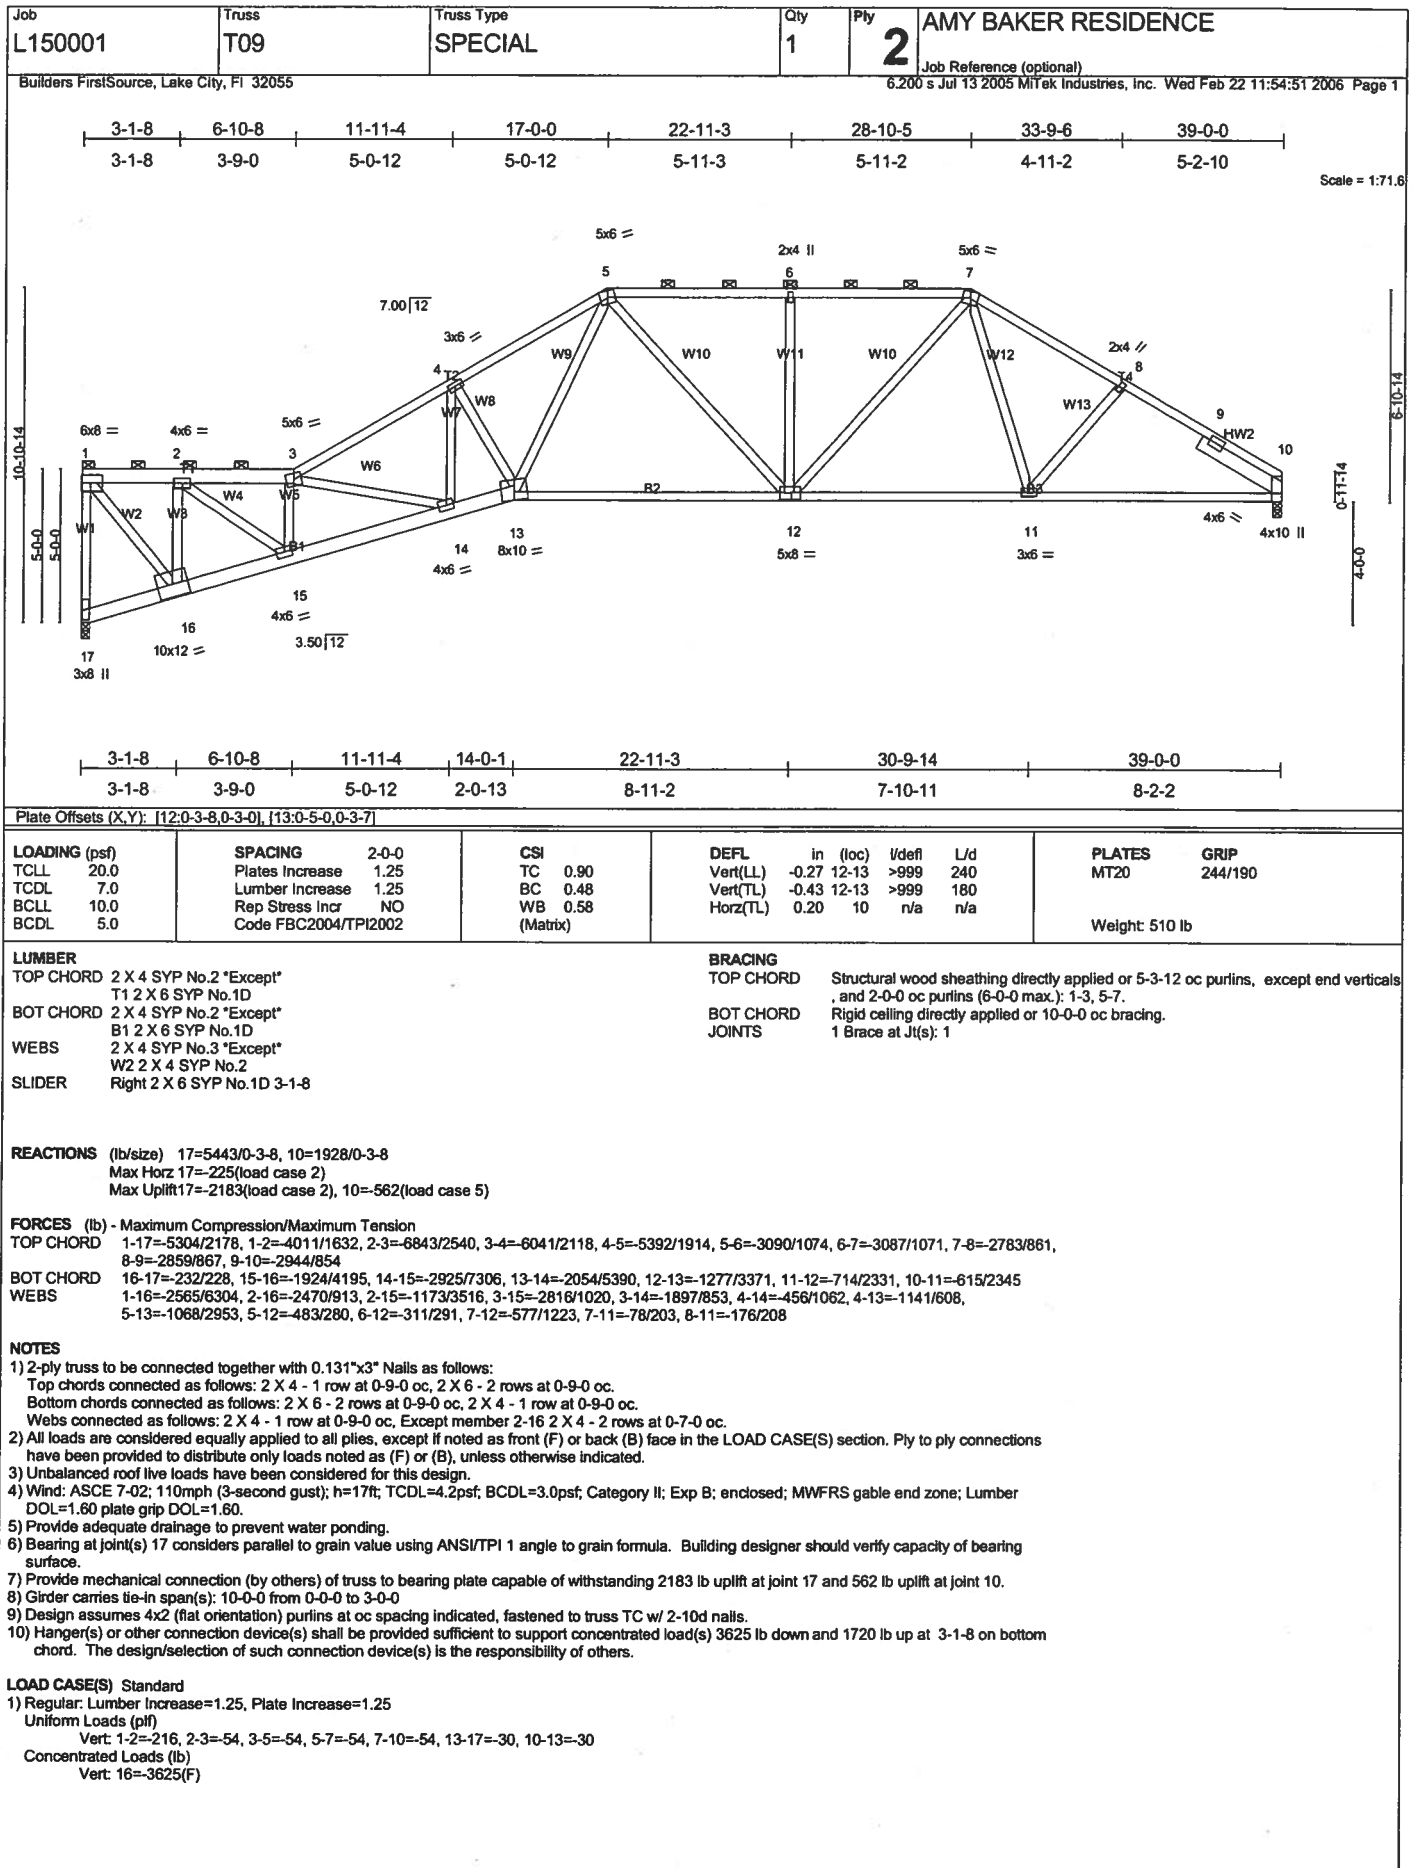 Job
Truss
Truss Type
Qty
Ply
AMY BAKER RESIDENCE
L150001
T09
SPECIAL
1
2
Job Reference (optional)
Builders FirstSource, Lake City, Fl 32055
6.200 s Jul 13 2005 MiTek Industries, Inc. Wed Feb 22 11:54:51 2006 Page 1
3-1-8 6-10-8 11-11-4 17-0-0 22-11-3 28-10-5 33-9-6 39-0-0
3-1-8 3-9-0 5-0-12 5-0-12 5-11-3 5-11-2 4-11-2 5-2-10
Scale = 1:71.6
5x6 =
2x4 ||
5x6 =
5
6
7
7.00 12
3x6 //
2x4 //
4 T2
W9
W10
W11
W10
W12
T4
8
W8
W7
W13
9
HW2
10
6x8 =
4x6 =
5x6 =
1
2
3
T1
W6
W4
W5
W1
W2
W3
B1
B2
B3
10-10-14
5-0-0
5-0-0
6-10-14
0-11-14
4-0-0
13
8x10 =
12
5x8 =
11
3x6 =
4x6 \\
4x10 ||
14
4x6 =
15
4x6 =
16
10x12 =
3.50 12
17
3x8 ||
3-1-8 6-10-8 11-11-4 14-0-1 22-11-3 30-9-14 39-0-0
3-1-8 3-9-0 5-0-12 2-0-13 8-11-2 7-10-11 8-2-2
Plate Offsets (X,Y): [12:0-3-8,0-3-0], [13:0-5-0,0-3-7]
LOADING (psf)
TCLL 20.0
TCDL 7.0
BCLL 10.0
BCDL 5.0
SPACING 2-0-0
Plates Increase 1.25
Lumber Increase 1.25
Rep Stress Incr NO
Code FBC2004/TPI2002
CSI
TC 0.90
BC 0.48
WB 0.58
(Matrix)
DEFL in (loc) l/defl L/d
Vert(LL) -0.27 12-13 >999 240
Vert(TL) -0.43 12-13 >999 180
Horz(TL) 0.20 10 n/a n/a
PLATES GRIP
MT20 244/190
Weight: 510 lb
LUMBER
TOP CHORD 2 X 4 SYP No.2 *Except*
T1 2 X 6 SYP No.1D
BOT CHORD 2 X 4 SYP No.2 *Except*
B1 2 X 6 SYP No.1D
WEBS 2 X 4 SYP No.3 *Except*
W2 2 X 4 SYP No.2
SLIDER Right 2 X 6 SYP No.1D 3-1-8
BRACING
TOP CHORD Structural wood sheathing directly applied or 5-3-12 oc purlins, except end verticals
, and 2-0-0 oc purlins (6-0-0 max.): 1-3, 5-7.
BOT CHORD Rigid ceiling directly applied or 10-0-0 oc bracing.
JOINTS 1 Brace at Jt(s): 1
REACTIONS (lb/size) 17=5443/0-3-8, 10=1928/0-3-8
Max Horz 17=-225(load case 2)
Max Uplift17=-2183(load case 2), 10=-562(load case 5)
FORCES (lb) - Maximum Compression/Maximum Tension
TOP CHORD 1-17=-5304/2178, 1-2=-4011/1632, 2-3=-6843/2540, 3-4=-6041/2118, 4-5=-5392/1914, 5-6=-3090/1074, 6-7=-3087/1071, 7-8=-2783/861,
8-9=-2859/867, 9-10=-2944/854
BOT CHORD 16-17=-232/228, 15-16=-1924/4195, 14-15=-2925/7306, 13-14=-2054/5390, 12-13=-1277/3371, 11-12=-714/2331, 10-11=-615/2345
WEBS 1-16=-2565/6304, 2-16=-2470/913, 2-15=-1173/3516, 3-15=-2816/1020, 3-14=-1897/853, 4-14=-456/1062, 4-13=-1141/608,
5-13=-1068/2953, 5-12=-483/280, 6-12=-311/291, 7-12=-577/1223, 7-11=-78/203, 8-11=-176/208
NOTES
1) 2-ply truss to be connected together with 0.131"x3" Nails as follows:
Top chords connected as follows: 2 X 4 - 1 row at 0-9-0 oc, 2 X 6 - 2 rows at 0-9-0 oc.
Bottom chords connected as follows: 2 X 6 - 2 rows at 0-9-0 oc, 2 X 4 - 1 row at 0-9-0 oc.
Webs connected as follows: 2 X 4 - 1 row at 0-9-0 oc, Except member 2-16 2 X 4 - 2 rows at 0-7-0 oc.
2) All loads are considered equally applied to all plies, except if noted as front (F) or back (B) face in the LOAD CASE(S) section. Ply to ply connections
have been provided to distribute only loads noted as (F) or (B), unless otherwise indicated.
3) Unbalanced roof live loads have been considered for this design.
4) Wind: ASCE 7-02; 110mph (3-second gust); h=17ft; TCDL=4.2psf; BCDL=3.0psf; Category II; Exp B; enclosed; MWFRS gable end zone; Lumber
DOL=1.60 plate grip DOL=1.60.
5) Provide adequate drainage to prevent water ponding.
6) Bearing at joint(s) 17 considers parallel to grain value using ANSI/TPI 1 angle to grain formula. Building designer should verify capacity of bearing
surface.
7) Provide mechanical connection (by others) of truss to bearing plate capable of withstanding 2183 lb uplift at joint 17 and 562 lb uplift at joint 10.
8) Girder carries tie-in span(s): 10-0-0 from 0-0-0 to 3-0-0
9) Design assumes 4x2 (flat orientation) purlins at oc spacing indicated, fastened to truss TC w/ 2-10d nails.
10) Hanger(s) or other connection device(s) shall be provided sufficient to support concentrated load(s) 3625 lb down and 1720 lb up at 3-1-8 on bottom
chord. The design/selection of such connection device(s) is the responsibility of others.
LOAD CASE(S) Standard
1) Regular: Lumber Increase=1.25, Plate Increase=1.25
Uniform Loads (plf)
Vert: 1-2=-216, 2-3=-54, 3-5=-54, 5-7=-54, 7-10=-54, 13-17=-30, 10-13=-30
Concentrated Loads (lb)
Vert: 16=-3625(F)